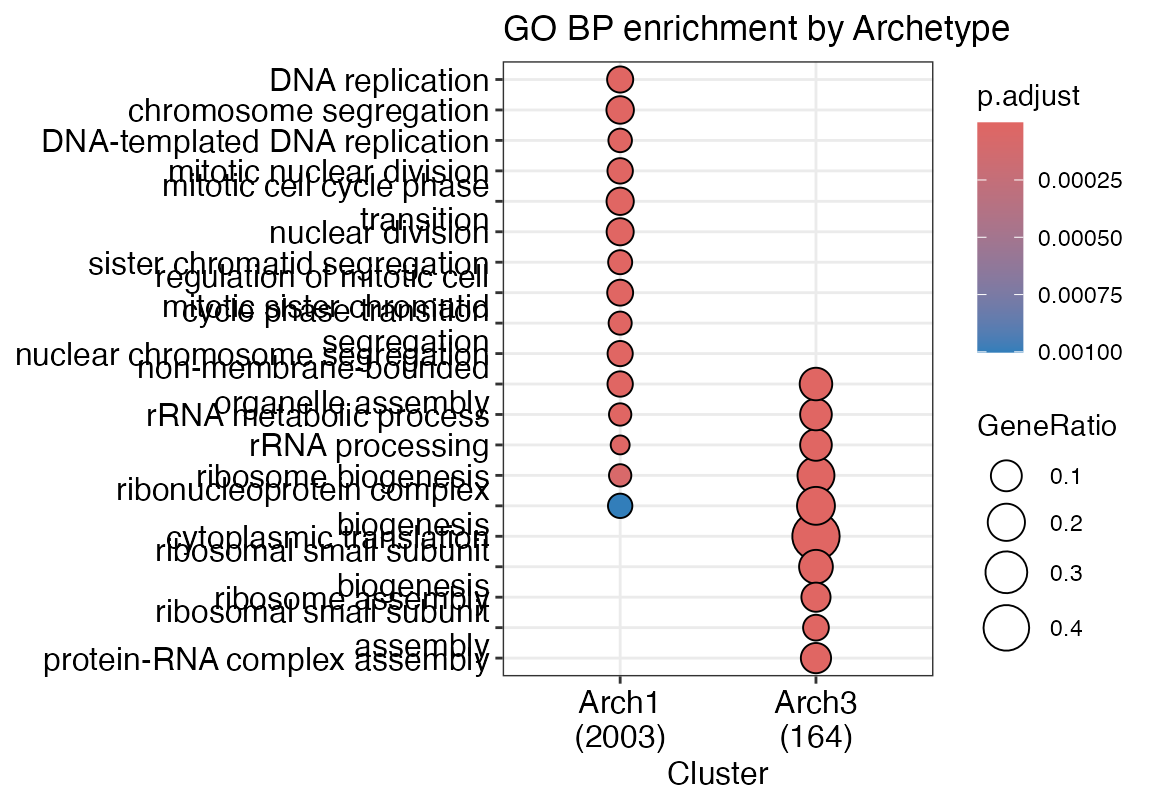 GO BP enrichment by Archetype
DNA replication
chromosome segregation
DNA-templated DNA replication
mitotic nuclear division
mitotic cell cycle phase
transition
nuclear division
sister chromatid segregation
regulation of mitotic cell
cycle phase transition
mitotic sister chromatid
segregation
nuclear chromosome segregation
non-membrane-bounded
organelle assembly
rRNA metabolic process
rRNA processing
ribosome biogenesis
ribonucleoprotein complex
biogenesis
cytoplasmic translation
ribosomal small subunit
biogenesis
ribosome assembly
ribosomal small subunit
assembly
protein-RNA complex assembly
Arch1
(2003)
Arch3
(164)
Cluster
p.adjust
0.00025
0.00050
0.00075
0.00100
GeneRatio
0.1
0.2
0.3
0.4